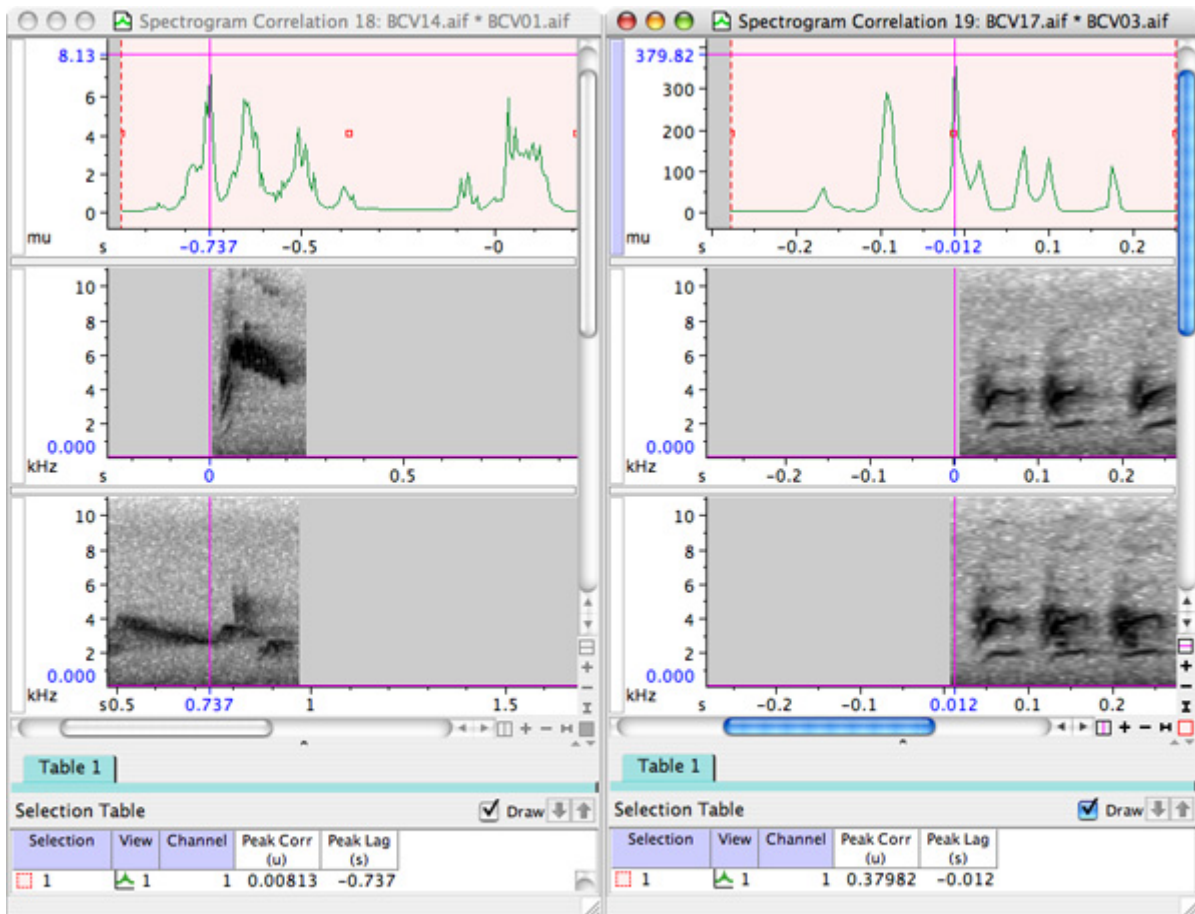 Spectrogram Correlation 18: BCV14.aif * BCV01.aif
8.13
6
4
2
0
mu
s
-0.737
-0.5
-0
10
8
6
4
2
0.000
kHz
s
0
0.5
10
8
6
4
2
0.000
kHz
s0.5
0.737
1
1.5
Table 1
Selection Table
Draw
Selection View Channel Peak Corr (u) Peak Lag (s)
1 1 1 0.00813 -0.737
Spectrogram Correlation 19: BCV17.aif * BCV03.aif
379.82
300
200
100
0
mu
s
-0.2
-0.1
-0.012
0.1
0.2
10
8
6
4
2
0.000
kHz
s
-0.2
-0.1
0
0.1
0.2
10
8
6
4
2
0.000
kHz
s
-0.2
-0.1
0.012
0.1
0.2
Table 1
Selection Table
Draw
Selection View Channel Peak Corr (u) Peak Lag (s)
1 1 1 0.37982 -0.012